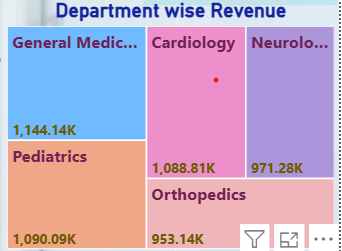 Department wise Revenue
General Medic...
1,144.14K
Cardiology
1,088.81K
Neurolo...
971.28K
Pediatrics
1,090.09K
Orthopedics
953.14K